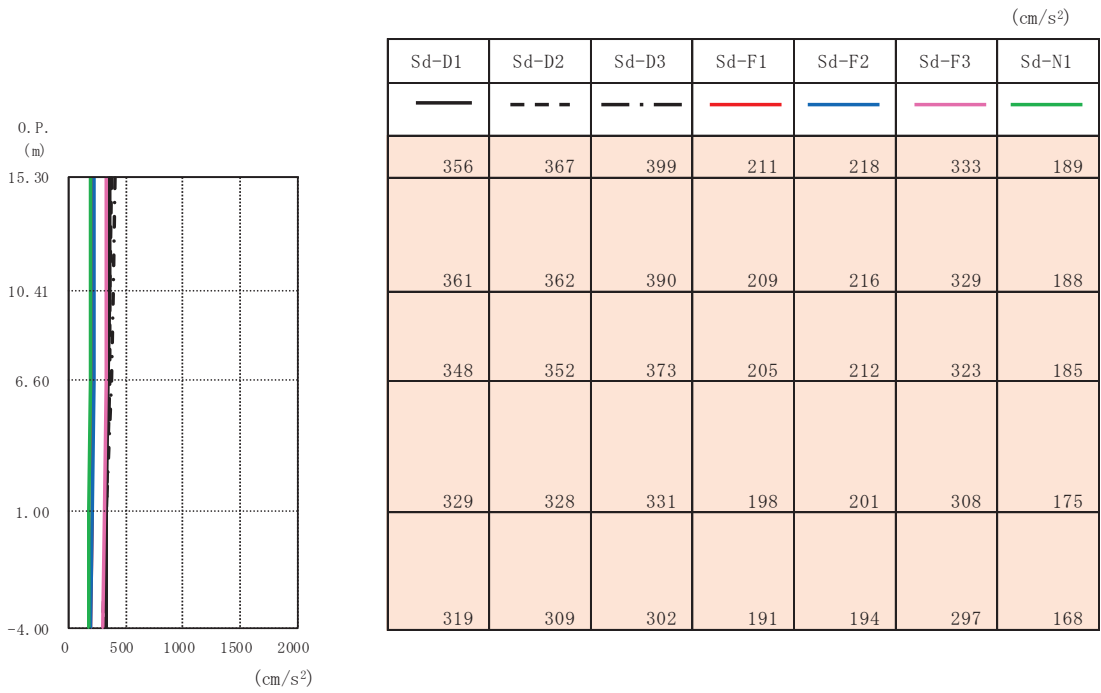 (cm/s²)
Sd-D1 Sd-D2 Sd-D3 Sd-F1 Sd-F2 Sd-F3 Sd-N1
O.P.
(m)
356 367 399 211 218 333 189
15.30
361 362 390 209 216 329 188
10.41
348 352 373 205 212 323 185
6.60
329 328 331 198 201 308 175
1.00
319 309 302 191 194 297 168
-4.00
0 500 1000 1500 2000
(cm/s²)